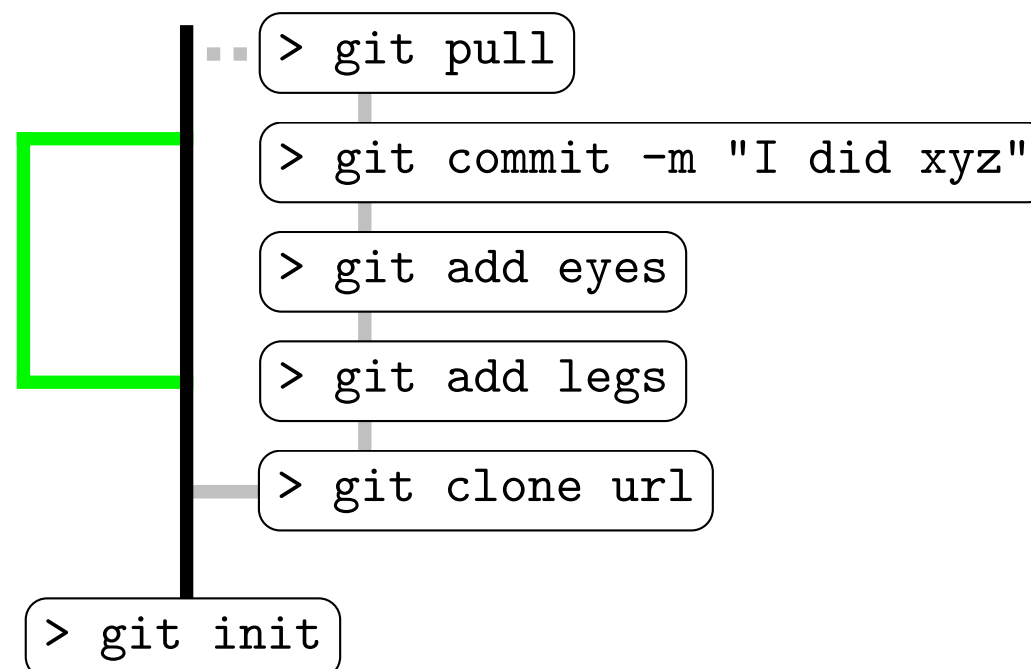 > git pull
> git commit -m "I did xyz"
> git add eyes
> git add legs
> git clone url
> git init